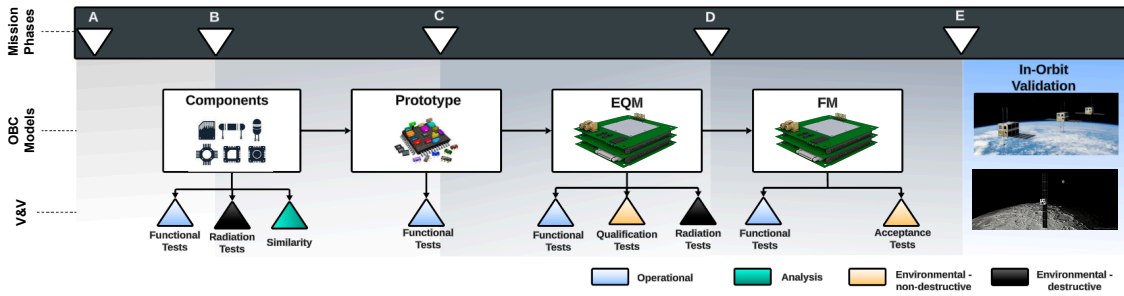 Mission
Phases
A
B
C
D
E
OBC
Models
Components
Prototype
EQM
FM
In-Orbit
Validation
V&V
Functional
Tests
Radiation
Tests
Similarity
Functional
Tests
Functional
Tests
Qualification
Tests
Radiation
Tests
Functional
Tests
Acceptance
Tests
Operational
Analysis
Environmental -
non-destructive
Environmental -
destructive